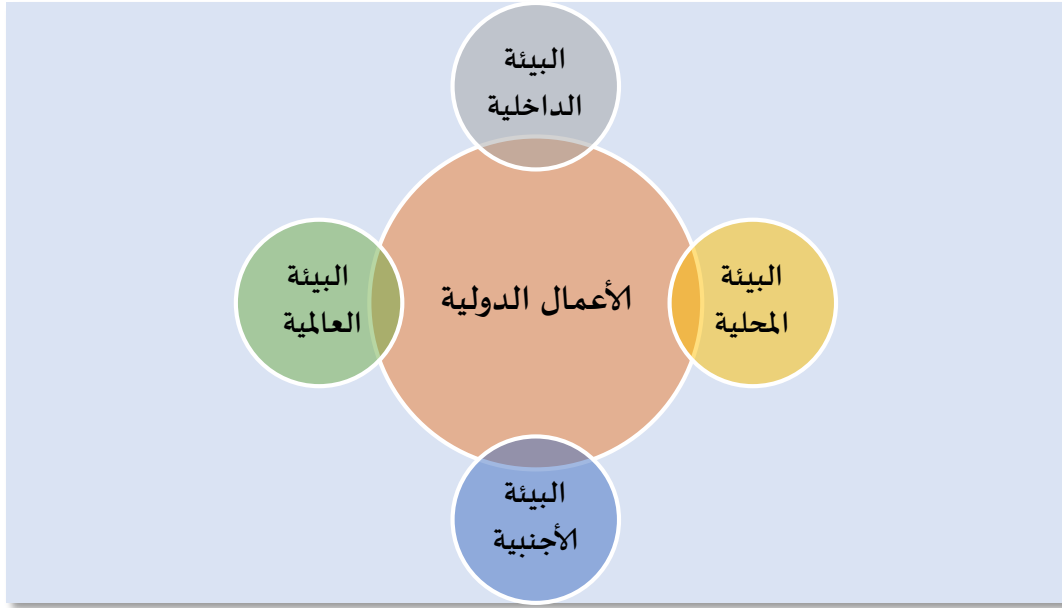 البيئة
الداخلية
البيئة
المحلية
الأعمال الدولية
البيئة
العالمية
البيئة
الأجنبية